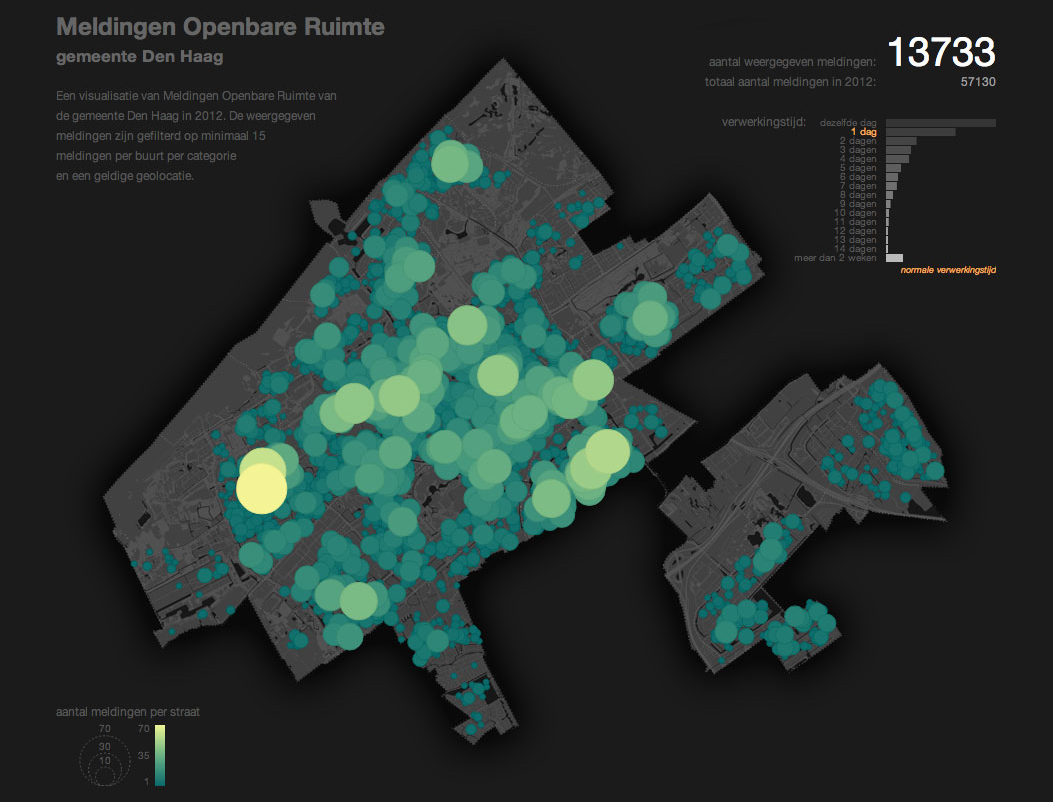 Meldingen Openbare Ruimte
gemeente Den Haag
Een visualisatie van Meldingen Openbare Ruimte van
de gemeente Den Haag in 2012. De weergegeven
meldingen zijn gefilterd op minimaal 15
meldingen per buurt per categorie
en een geldige geolocatie.
aantal weergegeven meldingen: 13733
totaal aantal meldingen in 2012: 57130
verwerkingstijd: dezelfde dag
1 dag
2 dagen
3 dagen
4 dagen
5 dagen
6 dagen
7 dagen
8 dagen
9 dagen
10 dagen
11 dagen
12 dagen
13 dagen
14 dagen
meer dan 2 weken
normale verwerkingstijd
aantal meldingen per straat
70 70
30
35
10
1